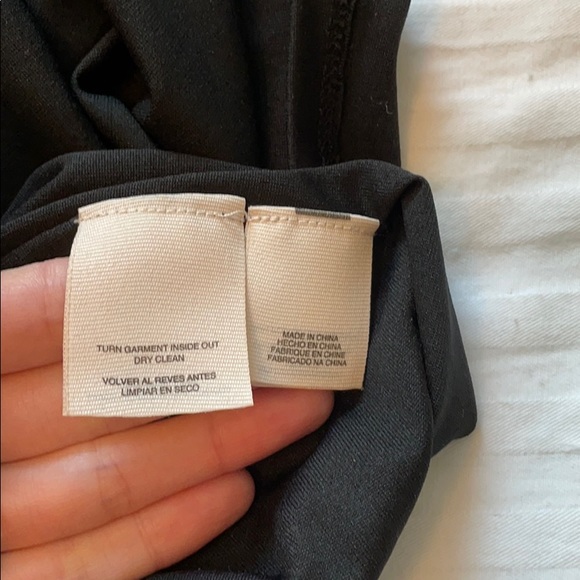 TURN GARMENT INSIDE OUT
DRY CLEAN
VOLVER AL REVES ANTES
LIMPIAR EN SECO
MADE IN CHINA
HECHO EN CHINA
FABRIQUE EN CHINE
FABRICADO NA CHINA